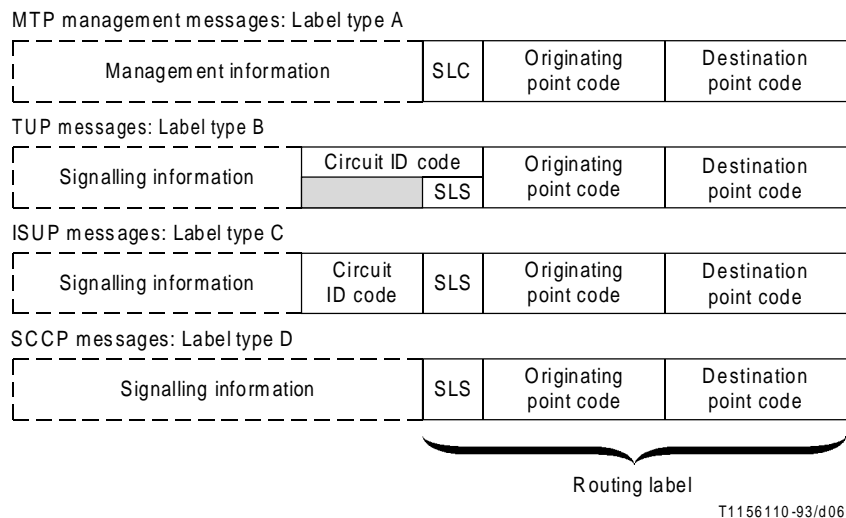 MTP management messages: Label type A
Management information
SLC
Originating
point code
Destination
point code
TUP messages: Label type B
Signalling information
Circuit ID code
SLS
Originating
point code
Destination
point code
ISUP messages: Label type C
Signalling information
Circuit
ID code
SLS
Originating
point code
Destination
point code
SCCP messages: Label type D
Signalling information
SLS
Originating
point code
Destination
point code
Routing label
T1156110-93/d06